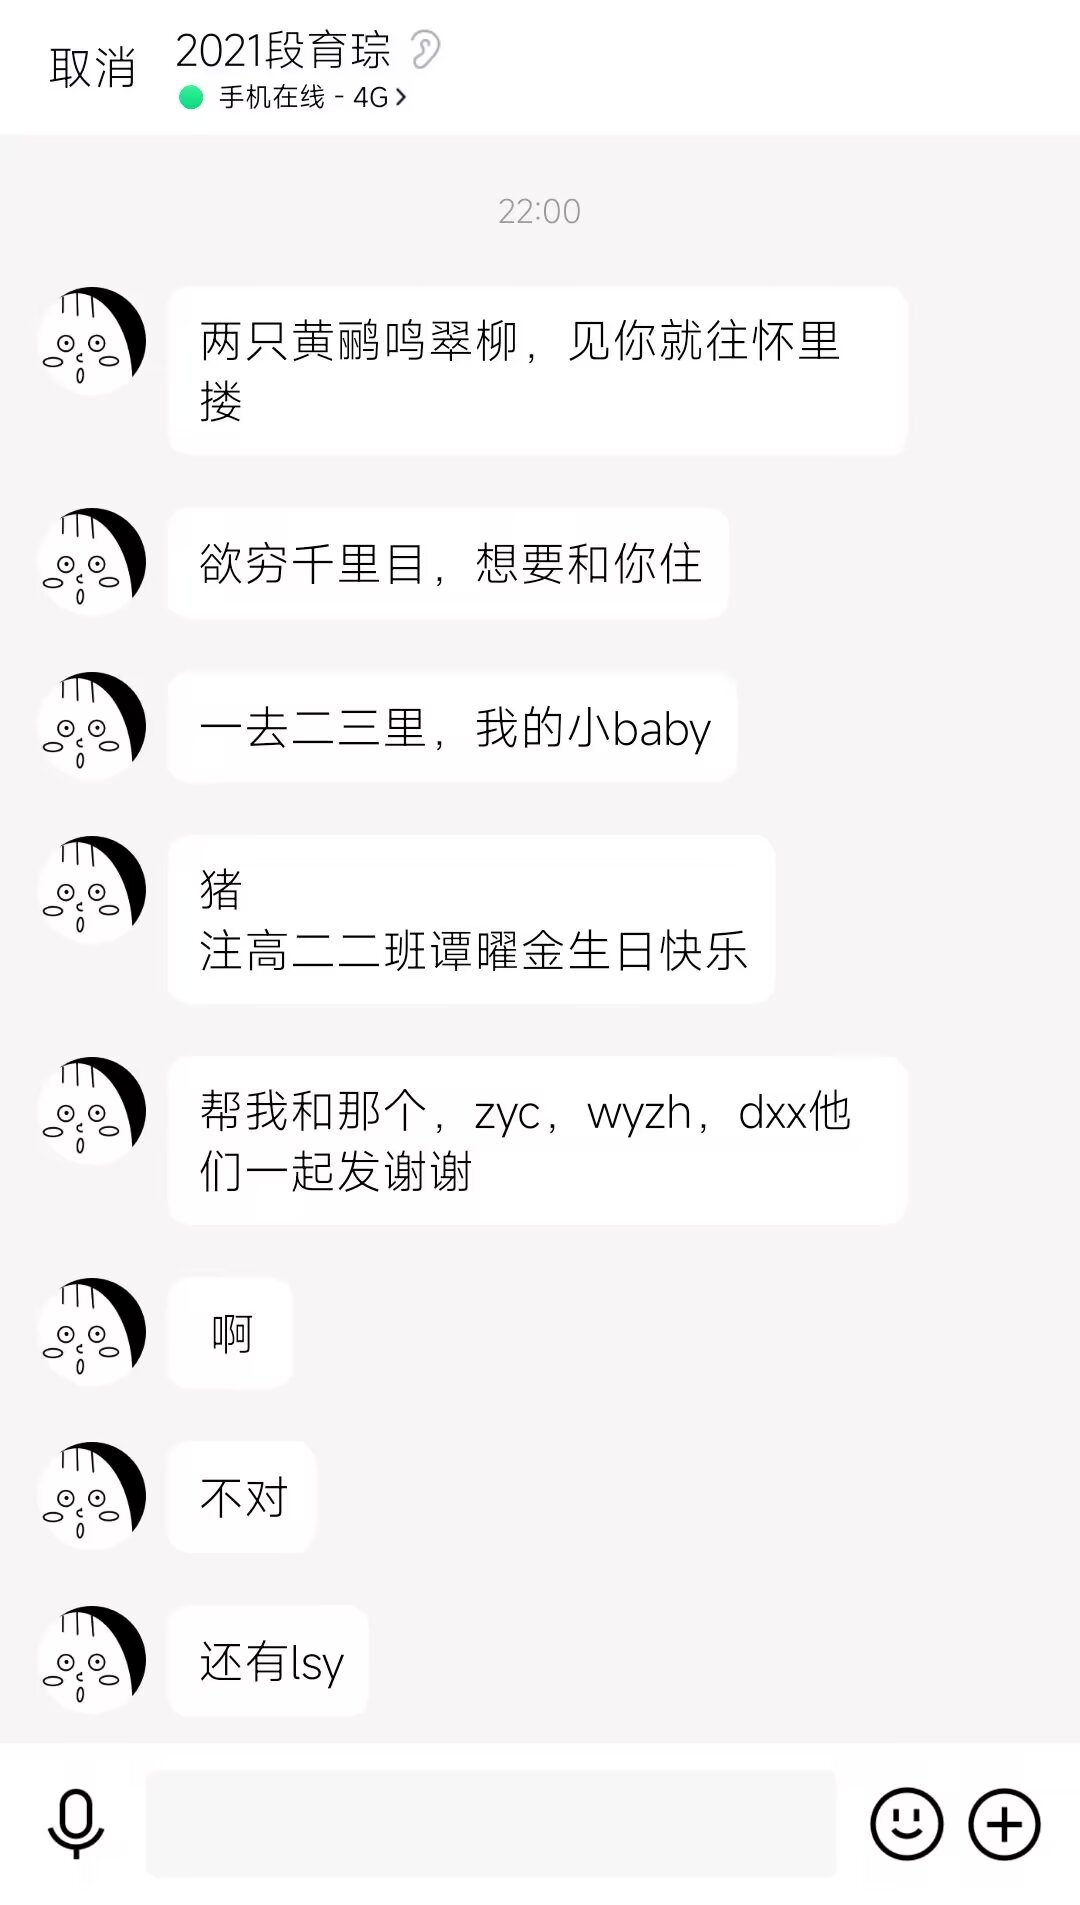 取消
2021段育琮
手机在线 - 4G
22:00
两只黄鹂鸣翠柳，见你就往怀里
搂
欲穷千里目，想要和你住
一去二三里，我的小baby
猪
注高二二班谭曜金生日快乐
帮我和那个，zyc，wyzh，dxx他
们一起发谢谢
啊
不对
还有lsy